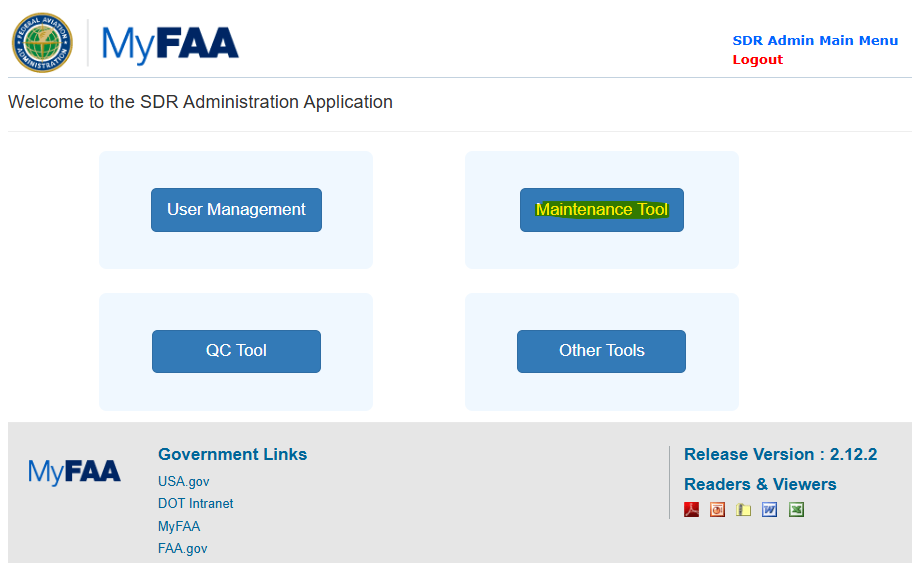 FEDERAL AVIATION
ADMINISTRATION
MyFAA
SDR Admin Main Menu
Logout
Welcome to the SDR Administration Application
User Management
Maintenance Tool
QC Tool
Other Tools
MyFAA
Government Links
USA.gov
DOT Intranet
MyFAA
FAA.gov
Release Version : 2.12.2
Readers & Viewers